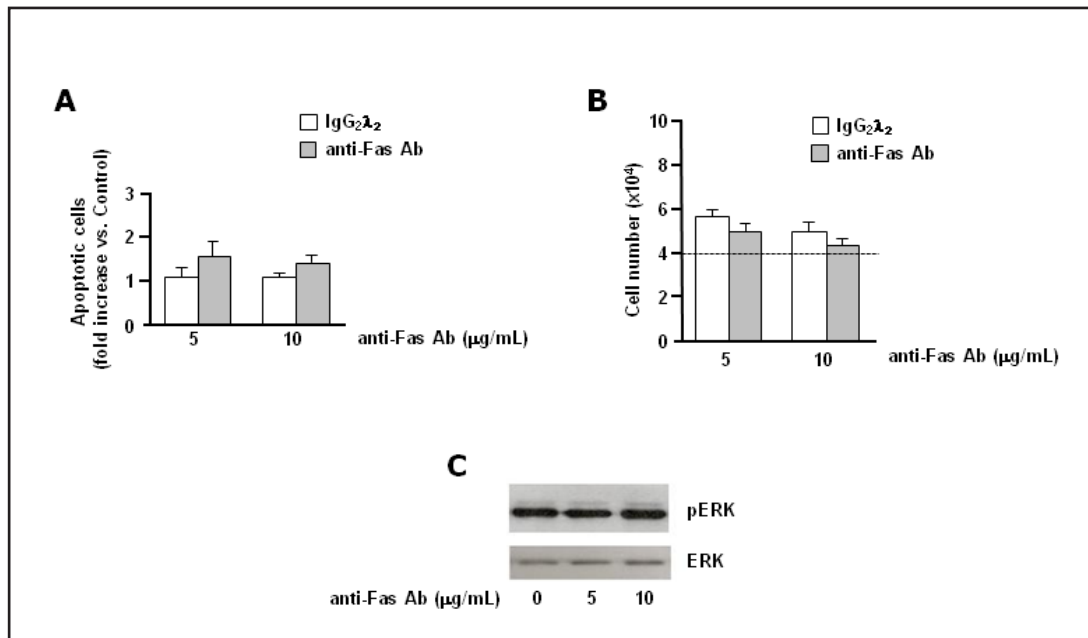 A
IgG₂λ₂
anti-Fas Ab
Apoptotic cells
(fold increase vs. Control)
3
2
1
0
5 10 anti-Fas Ab (μg/mL)
B
IgG₂λ₂
anti-Fas Ab
Cell number (x10⁴)
10
8
6
4
2
0
5 10 anti-Fas Ab (μg/mL)
C
pERK
ERK
anti-Fas Ab (μg/mL) 0 5 10